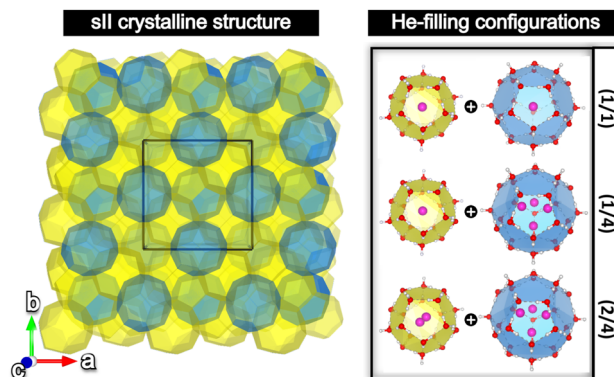 sII crystalline structure
He-filling configurations
b
c
a
+
(1/1)
+
(1/4)
+
(2/4)